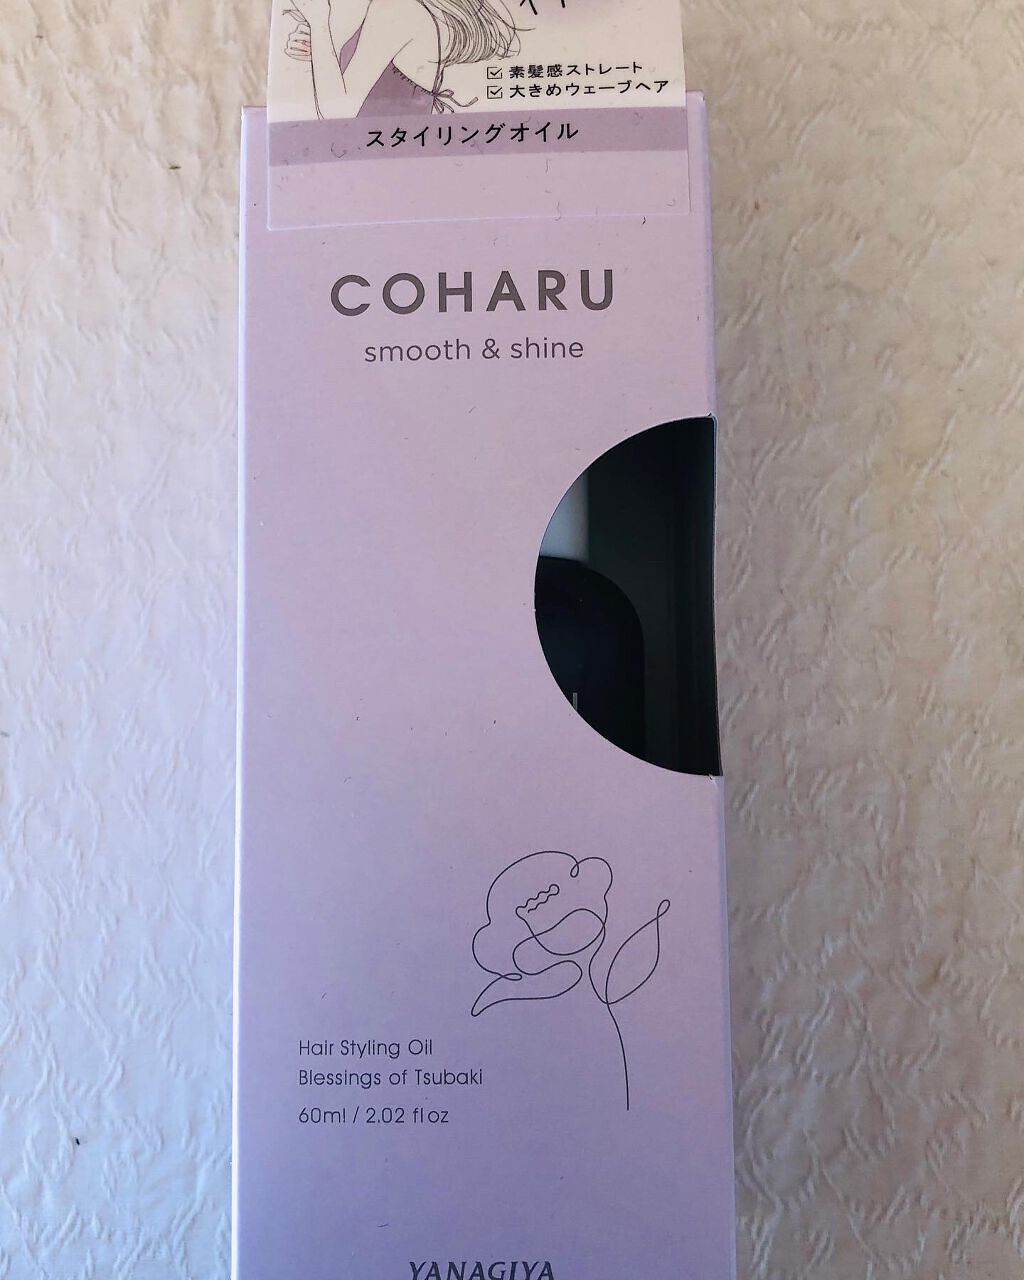 素髪感ストレート
大きめウェーブヘア
スタイリングオイル
COHARU
smooth & shine
Hair Styling Oil
Blessings of Tsubaki
60ml / 2.02 fl oz
YANAGIYA